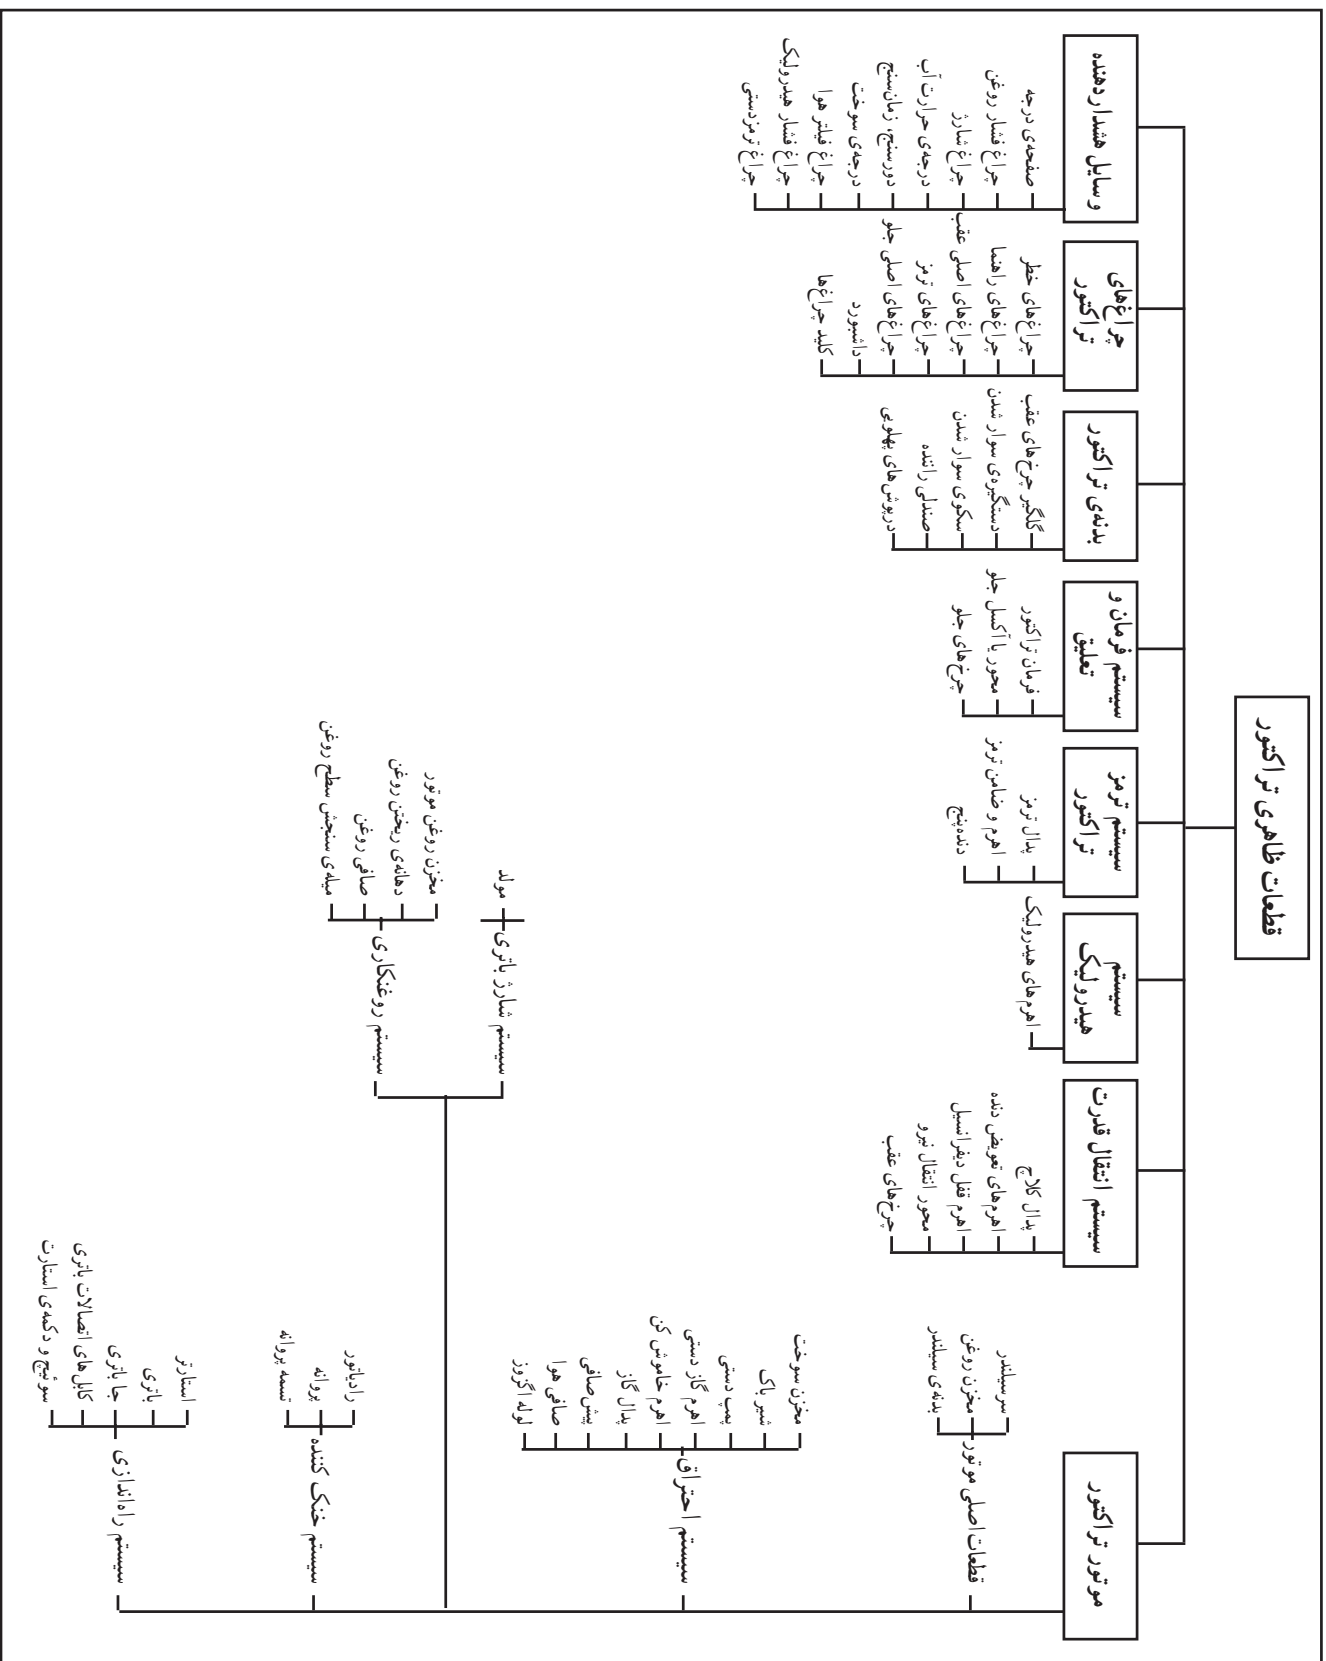 قطعات ظاهری تراکتور
موتور تراکتور
قطعات اصلی موتور
سرسیلندر
مخزن روغن
بدنه‌ی سیلندر
سیستم احتراق
مخزن سوخت
شیر باک
پمپ دستی
اهرم گاز دستی
اهرم خاموش کن
پدال گاز
پیش‌صافی
صافی هوا
لوله اگزوز
سیستم شارژ باتری
مولد
سیستم روغنکاری
مخزن روغن موتور
دهانه‌ی ریختن روغن
صافی روغن
میله‌ی سنجش سطح روغن
سیستم خنک کننده
رادیاتور
پروانه
تسمه پروانه
سیستم راه‌اندازی
استارتر
باتری
جا باتری
کابل‌های اتصالات باتری
سوئیچ و دکمه‌ی استارت
سیستم انتقال قدرت
پدال کلاچ
اهرم‌های تعویض دنده
اهرم قفل دیفرانسیل
محور انتقال نیرو
چرخ‌های عقب
سیستم
هیدرولیک
اهرم‌های هیدرولیک
سیستم ترمز
تراکتور
پدال ترمز
اهرم و ضامن ترمز
دنده‌پنج
سیستم فرمان و
تعلیق
فرمان تراکتور
محور یا آکسل جلو
چرخ‌های جلو
بدنه‌ی تراکتور
گلگیر چرخ‌های عقب
دستگیره‌ی سوار شدن
سکوی سوار شدن
صندلی راننده
درپوش‌های پهلویی
چراغ‌های
تراکتور
چراغ‌های خطر
چراغ‌های راهنما
چراغ‌های اصلی عقب
چراغ‌های ترمز
چراغ‌های اصلی جلو
داشبورد
کلید چراغ‌ها
وسایل هشدار دهنده
صفحه‌ی درجه
چراغ فشار روغن
چراغ شارژ
درجه‌ی حرارت آب
دورسنج، زمان‌سنج
درجه‌ی سوخت
چراغ فیلتر هوا
چراغ فشار هیدرولیک
چراغ ترمزدستی